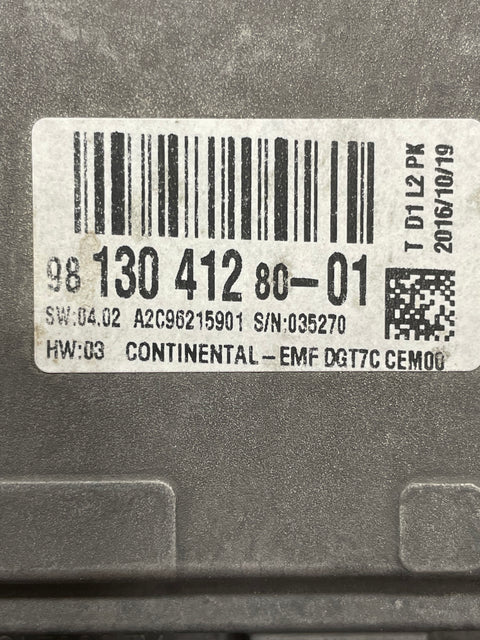 98 130 412 80-01
SW:04.02 A2C96215901 S/N:035270
HW:03 CONTINENTAL-EMF DGT7C CEM00
T D1 L2 PK
2016/10/19